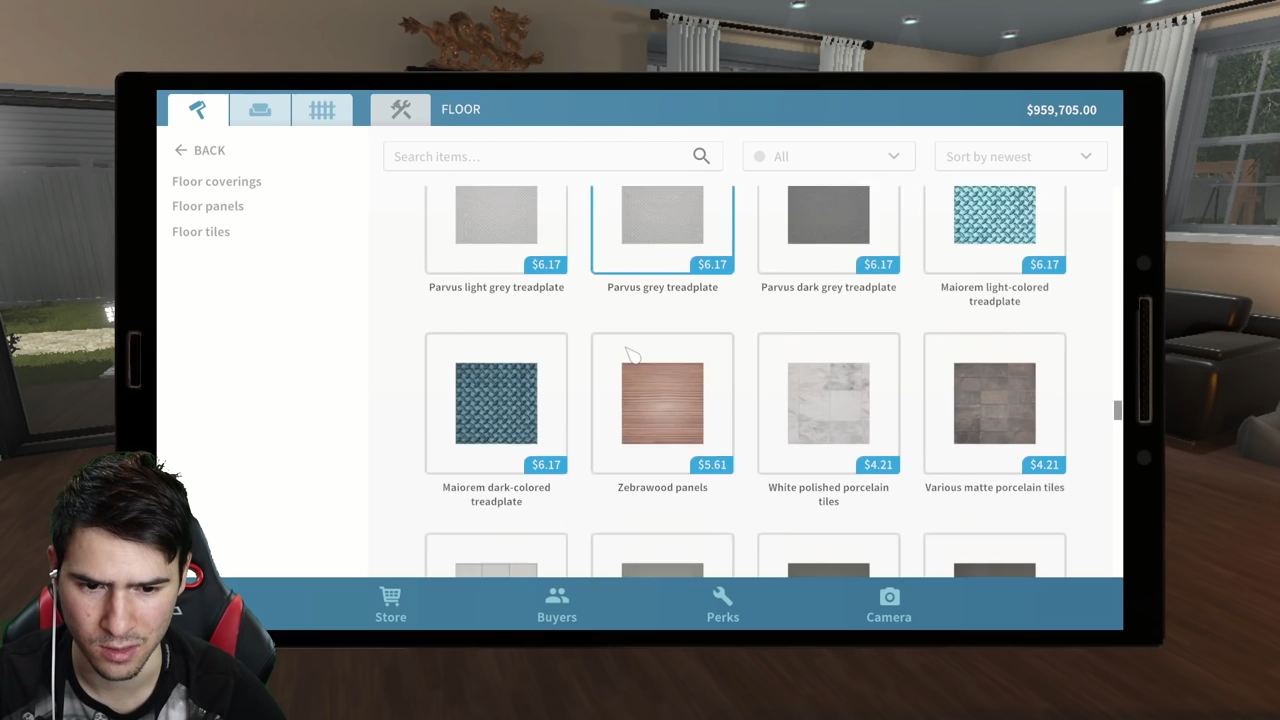 FLOOR
$959,705.00
BACK
Search items...
All
Sort by newest
Floor coverings
Floor panels
Floor tiles
$6.17
$6.17
$6.17
$6.17
Parvus light grey treadplate
Parvus grey treadplate
Parvus dark grey treadplate
Maiorem light-colored
treadplate
$6.17
$5.61
$4.21
$4.21
Maiorem dark-colored
treadplate
Zebrawood panels
White polished porcelain
tiles
Various matte porcelain tiles
Store
Buyers
Perks
Camera